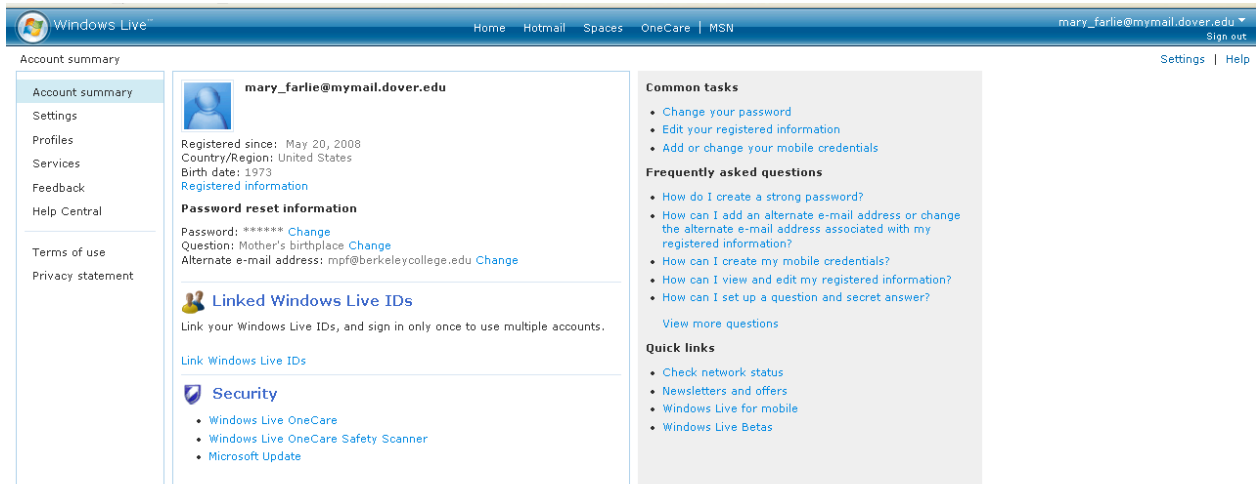 Windows Live™
Home Hotmail Spaces OneCare | MSN
mary_farlie@mymail.dover.edu
Sign out
Account summary
Settings | Help
Account summary
Settings
Profiles
Services
Feedback
Help Central
Terms of use
Privacy statement
mary_farlie@mymail.dover.edu
Registered since: May 20, 2008
Country/Region: United States
Birth date: 1973
Registered information
Password reset information
Password: ****** Change
Question: Mother's birthplace Change
Alternate e-mail address: mpf@berkeleycollege.edu Change
Linked Windows Live IDs
Link your Windows Live IDs, and sign in only once to use multiple accounts.
Link Windows Live IDs
Security
• Windows Live OneCare
• Windows Live OneCare Safety Scanner
• Microsoft Update
Common tasks
• Change your password
• Edit your registered information
• Add or change your mobile credentials
Frequently asked questions
• How do I create a strong password?
• How can I add an alternate e-mail address or change
the alternate e-mail address associated with my
registered information?
• How can I create my mobile credentials?
• How can I view and edit my registered information?
• How can I set up a question and secret answer?
View more questions
Quick links
• Check network status
• Newsletters and offers
• Windows Live for mobile
• Windows Live Betas